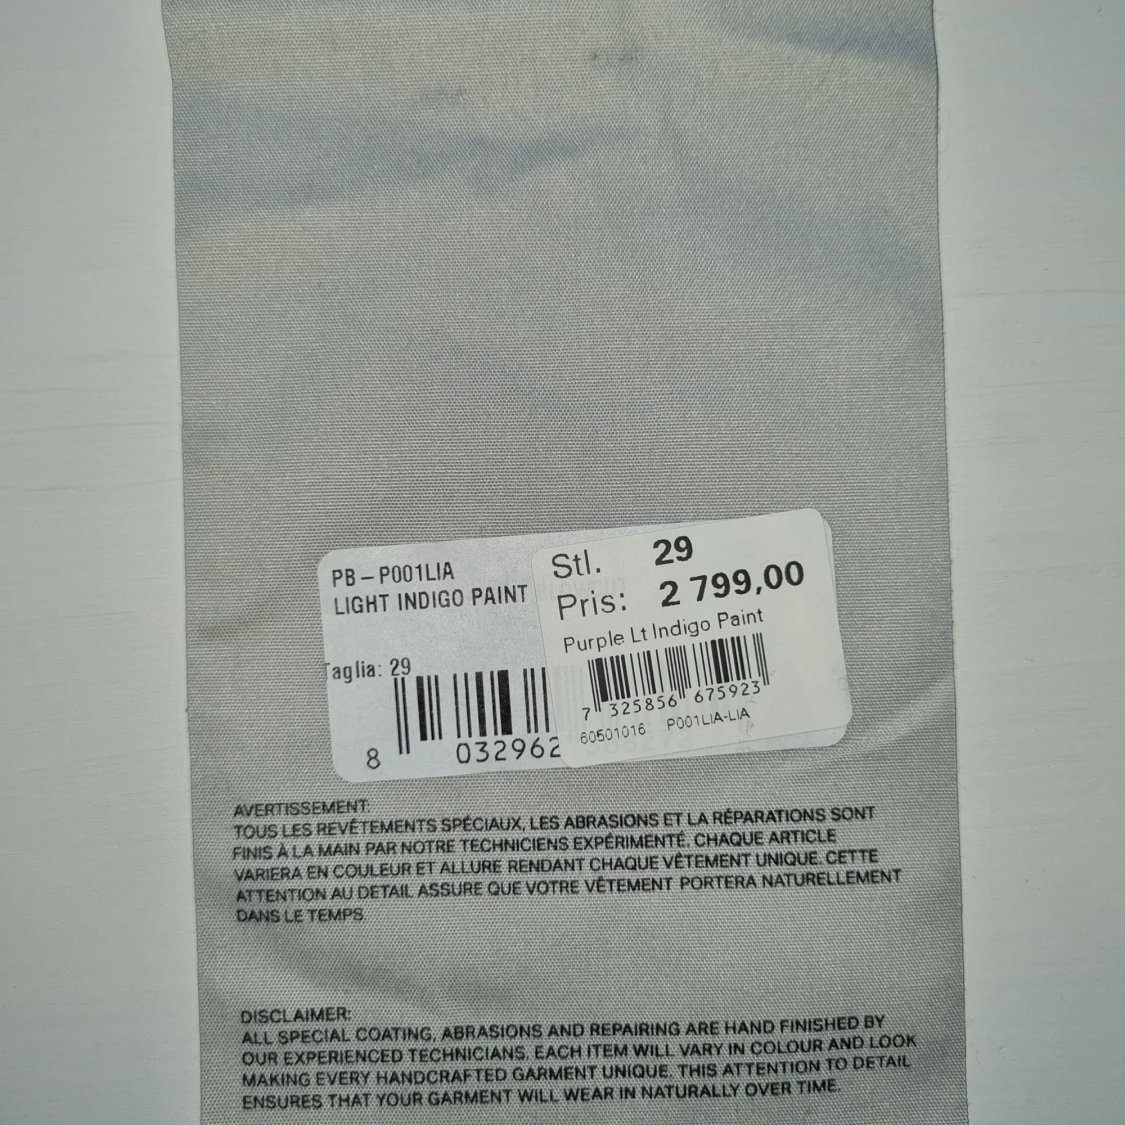 PB – P001LIA
LIGHT INDIGO PAINT
Taglia: 29
8 032962
Stl. 29
Pris: 2 799,00
Purple Lt Indigo Paint
7 325856 675923
60501016 P001LIA-LIA
AVERTISSEMENT:
TOUS LES REVÊTEMENTS SPÉCIAUX, LES ABRASIONS ET LA RÉPARATIONS SONT
FINIS À LA MAIN PAR NOTRE TECHNICIENS EXPÉRIMENTÉ. CHAQUE ARTICLE
VARIERA EN COULEUR ET ALLURE RENDANT CHAQUE VÊTEMENT UNIQUE. CETTE
ATTENTION AU DETAIL ASSURE QUE VOTRE VÊTEMENT PORTERA NATURELLEMENT
DANS LE TEMPS.
DISCLAIMER:
ALL SPECIAL COATING, ABRASIONS AND REPAIRING ARE HAND FINISHED BY
OUR EXPERIENCED TECHNICIANS. EACH ITEM WILL VARY IN COLOUR AND LOOK
MAKING EVERY HANDCRAFTED GARMENT UNIQUE. THIS ATTENTION TO DETAIL
ENSURES THAT YOUR GARMENT WILL WEAR IN NATURALLY OVER TIME.